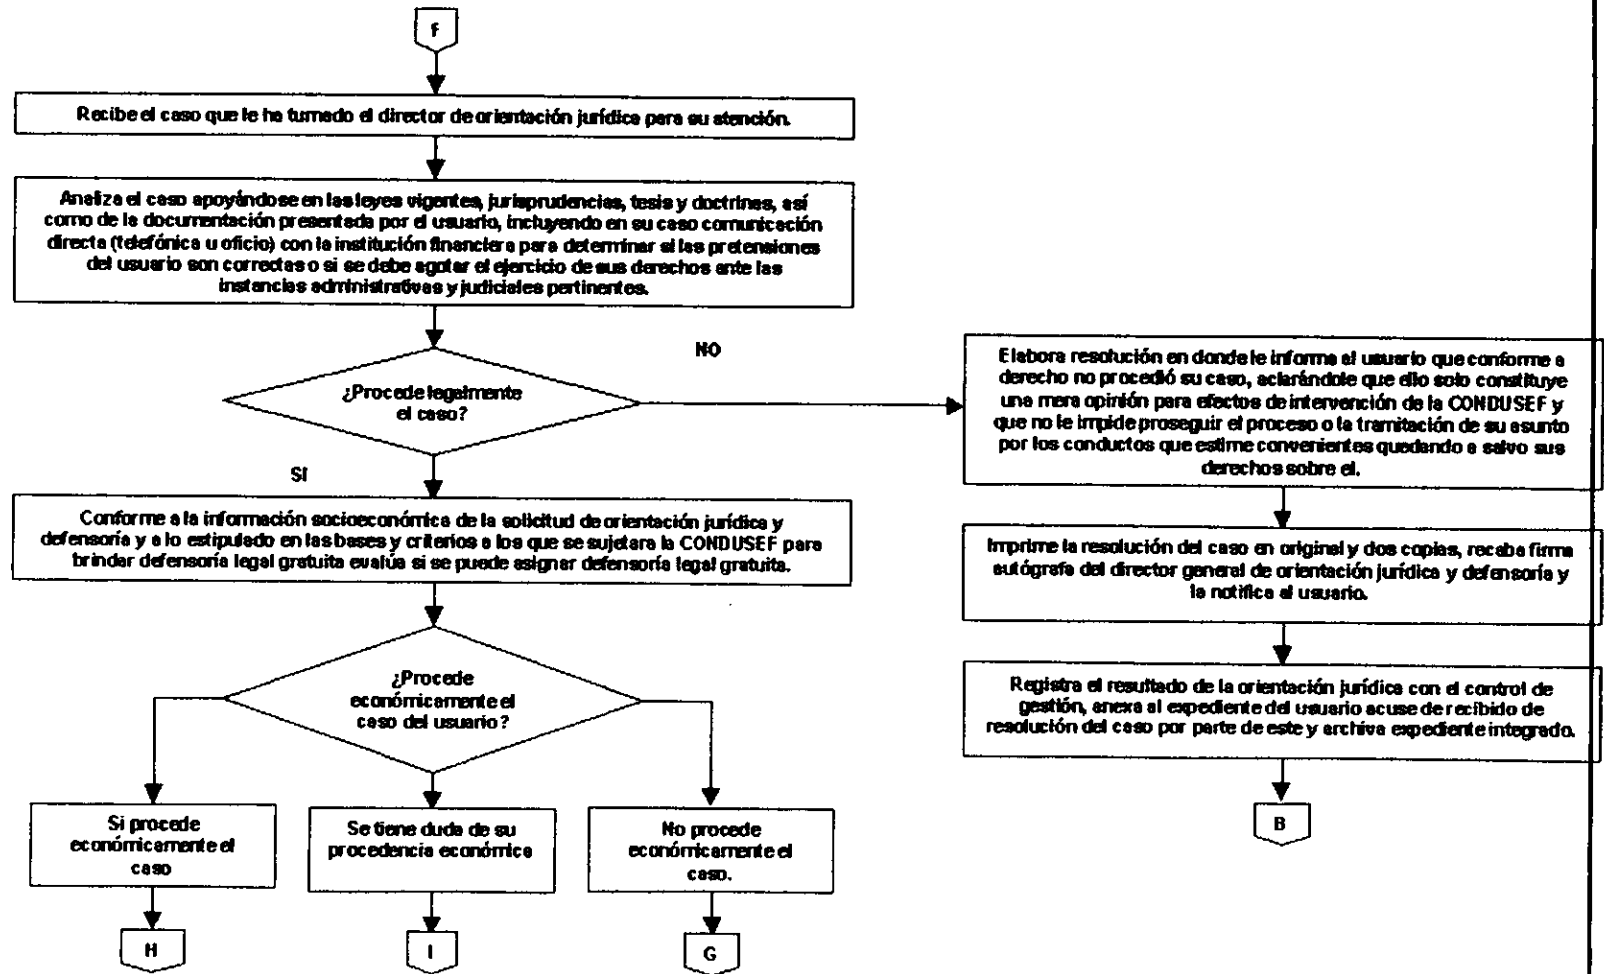 F
Recibe el caso que le ha turnado el director de orientación jurídica para su atención.
Analiza el caso apoyándose en las leyes vigentes, jurisprudencias, tesis y doctrinas, así
como de la documentación presentada por el usuario, incluyendo en su caso comunicación
directa (telefónica u oficio) con la institución financiera para determinar si las pretensiones
del usuario son correctas o si se debe agotar el ejercicio de sus derechos ante las
instancias administrativas y judiciales pertinentes.
¿Procede legalmente
el caso?
NO
SI
Elabora resolución en donde le informa al usuario que conforme a
derecho no procedió su caso, aclarándole que ello solo constituye
una mera opinión para efectos de intervención de la CONDUSEF y
que no le impide proseguir el proceso o la tramitación de su asunto
por los conductos que estime convenientes quedando a salvo sus
derechos sobre el.
Conforme a la información socioeconómica de la solicitud de orientación jurídica y
defensoría y a lo estipulado en las bases y criterios a los que se sujetara la CONDUSEF para
brindar defensoría legal gratuita evalúa si se puede asignar defensoría legal gratuita.
Imprime la resolución del caso en original y dos copias, recaba firma
autógrafa del director general de orientación jurídica y defensoría y
la notifica al usuario.
¿Procede
económicamente el
caso del usuario?
Registra el resultado de la orientación jurídica con el control de
gestión, anexa al expediente del usuario acuse de recibido de
resolución del caso por parte de este y archiva expediente integrado.
Si procede
económicamente el
caso
Se tiene duda de su
procedencia económica
No procede
económicamente el
caso.
B
H
I
G